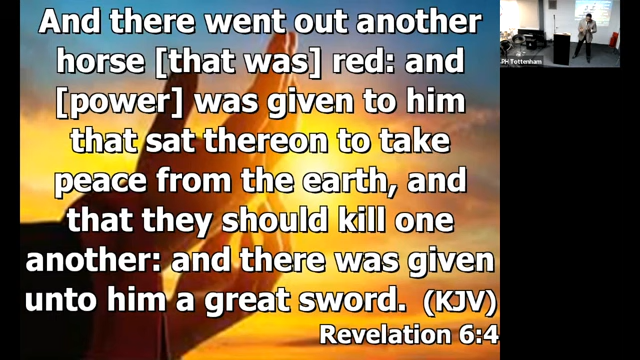 And there went out another
horse [that was] red: and
[power] was given to him
that sat thereon to take
peace from the earth, and
that they should kill one
another: and there was given
unto him a great sword. (KJV)
Revelation 6:4
PH Tottenham